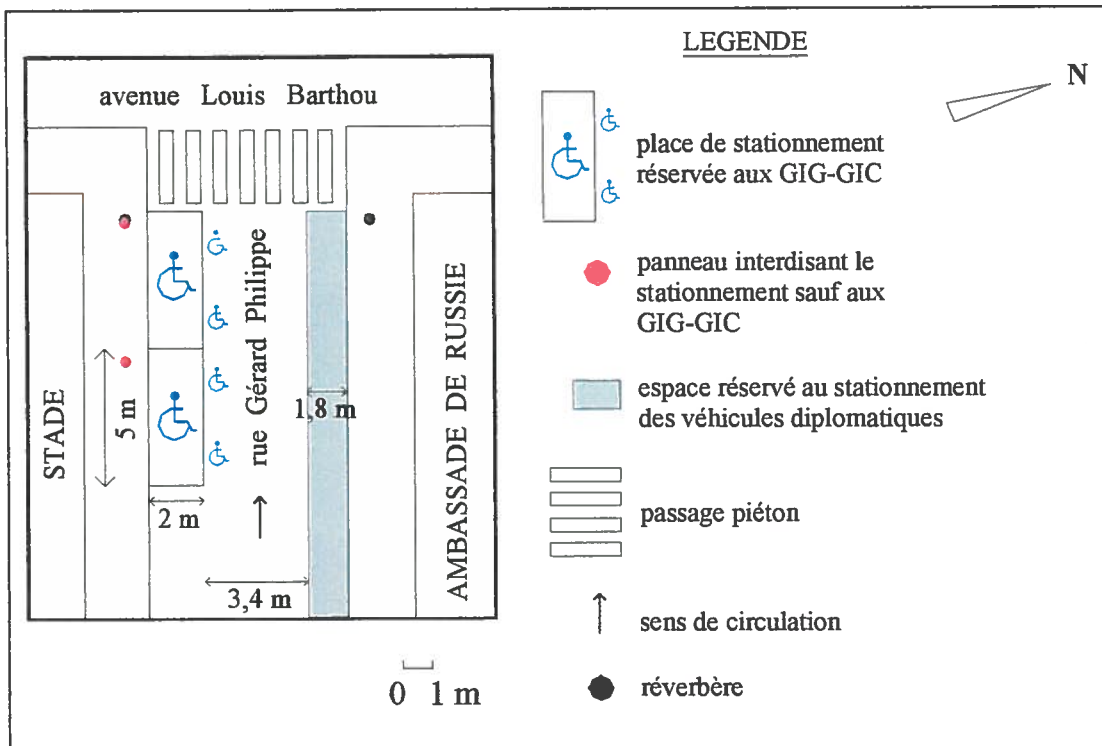 LEGENDE
N
avenue Louis Barthou
place de stationnement
réservée aux GIG-GIC
panneau interdisant le
stationnement sauf aux
GIG-GIC
espace réservé au stationnement
des véhicules diplomatiques
passage piéton
sens de circulation
réverbère
STADE
5 m
2 m
rue Gérard Philippe
1,8 m
3,4 m
AMBASSADE DE RUSSIE
0 1 m